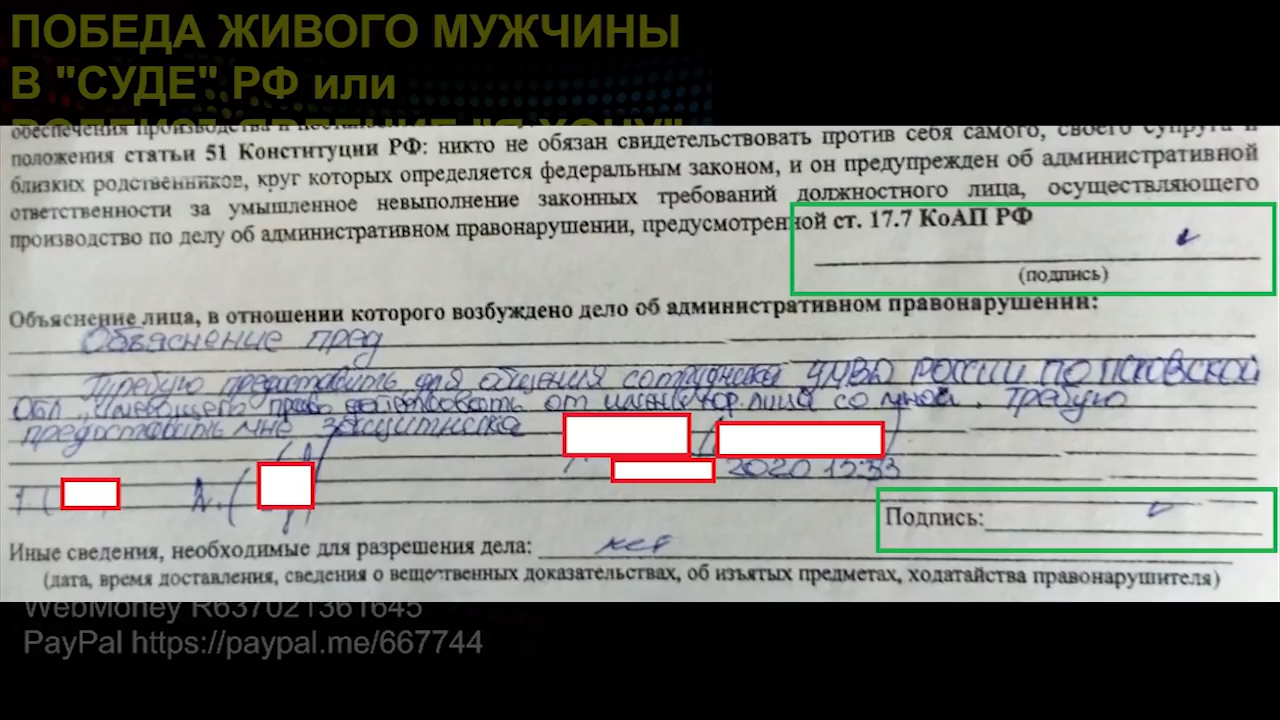 ПОБЕДА ЖИВОГО МУЖЧИНЫ
В "СУДЕ" РФ или
обеспечения производства
положения статьи 51 Конституции РФ: никто не обязан свидетельствовать против себя самого, своего супруга и
близких родственников, круг которых определяется федеральным законом, и он предупрежден об административной
ответственности за умышленное невыполнение законных требований должностного лица, осуществляющего
производство по делу об административном правонарушении, предусмотренной ст. 17.7 КоАП РФ
(подпись)
Объяснение лица, в отношении которого возбуждено дело об административном правонарушении:
Объяснение пред
Требую предоставить для общения сотрудника УМВД РОССИИ ПО ПСКОВСКОЙ
Обл, имеющего право действовать от имени юр. лица со мной. Требую
предоставить мне защитника
2020 15:33
Подпись:
Иные сведения, необходимые для разрешения дела: нет
(дата, время доставления, сведения о вещественных доказательствах, об изъятых предметах, ходатайства правонарушителя)
WebMoney R637021361645
PayPal https://paypal.me/667744